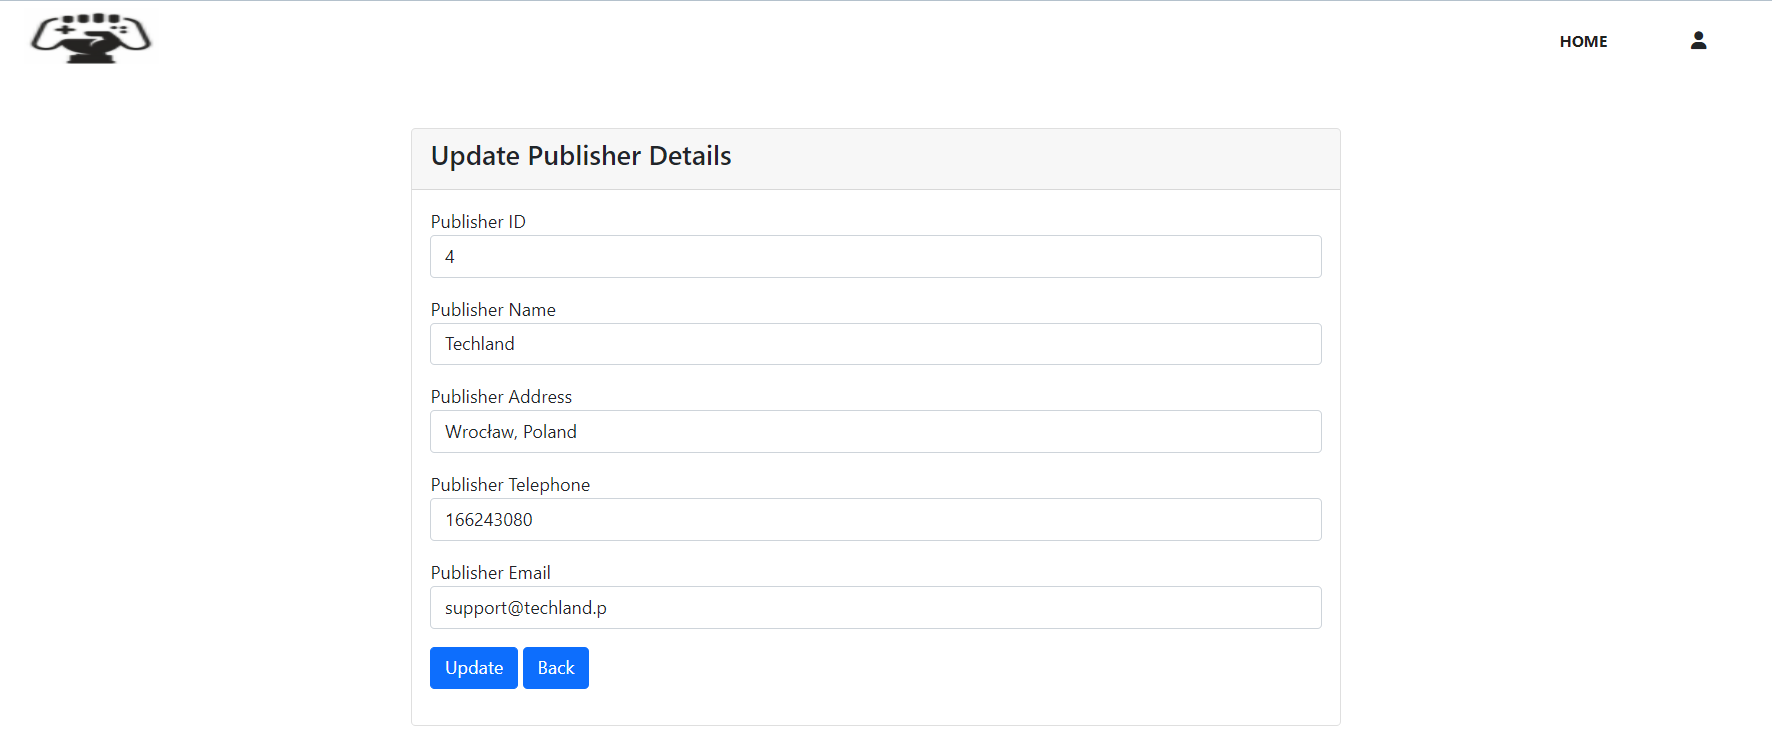 HOME
Update Publisher Details
Publisher ID
4
Publisher Name
Techland
Publisher Address
Wrocław, Poland
Publisher Telephone
166243080
Publisher Email
support@techland.p
Update Back